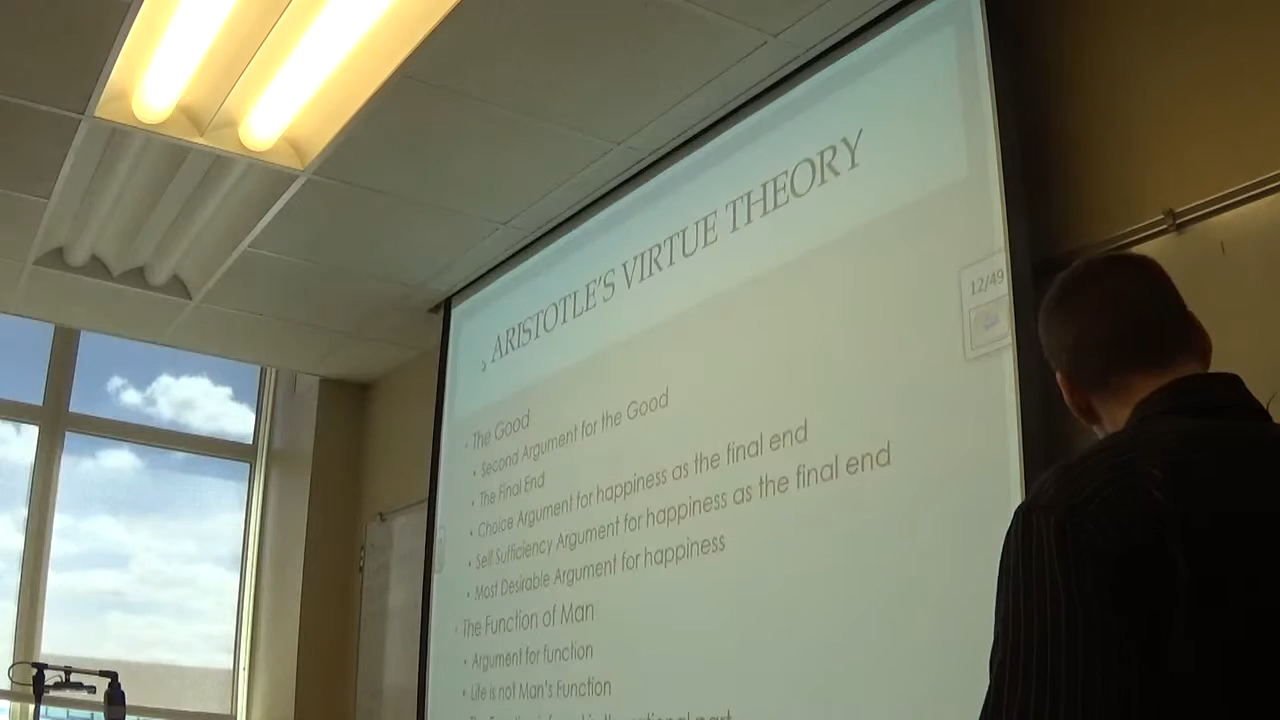 ARISTOTLE'S VIRTUE THEORY
12/49
The Good
Second Argument for the Good
The Final End
Choice Argument for happiness as the final end
Self Sufficiency Argument for happiness as the final end
Most Desirable Argument for happiness
The Function of Man
Argument for function
Life is not Man's Function